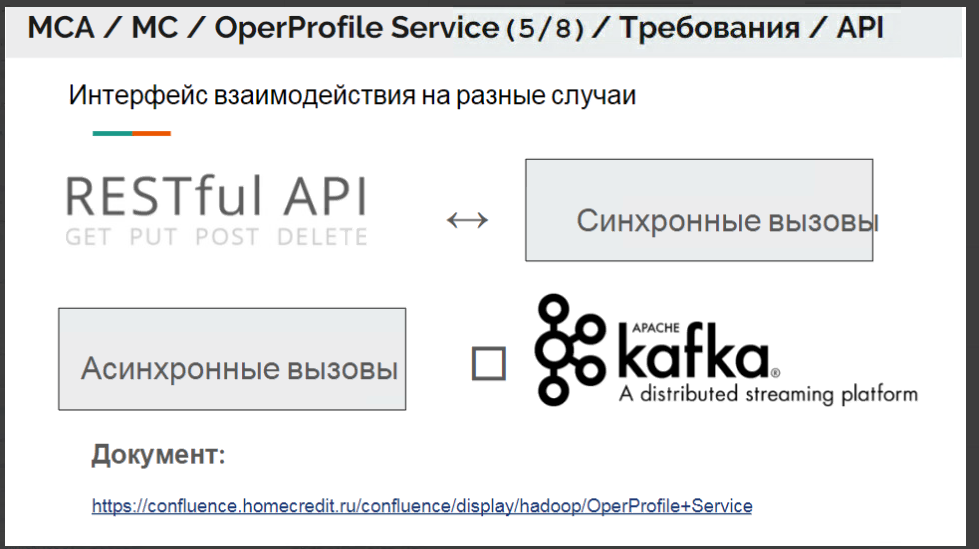 MCA / MC / OperProfile Service (5/8) / Требования / API
Интерфейс взаимодействия на разные случаи
RESTful API
GET PUT POST DELETE
Синхронные вызовы
Асинхронные вызовы
APACHE
kafka®
A distributed streaming platform
Документ:
https://confluence.homecredit.ru/confluence/display/hadoop/OperProfile+Service